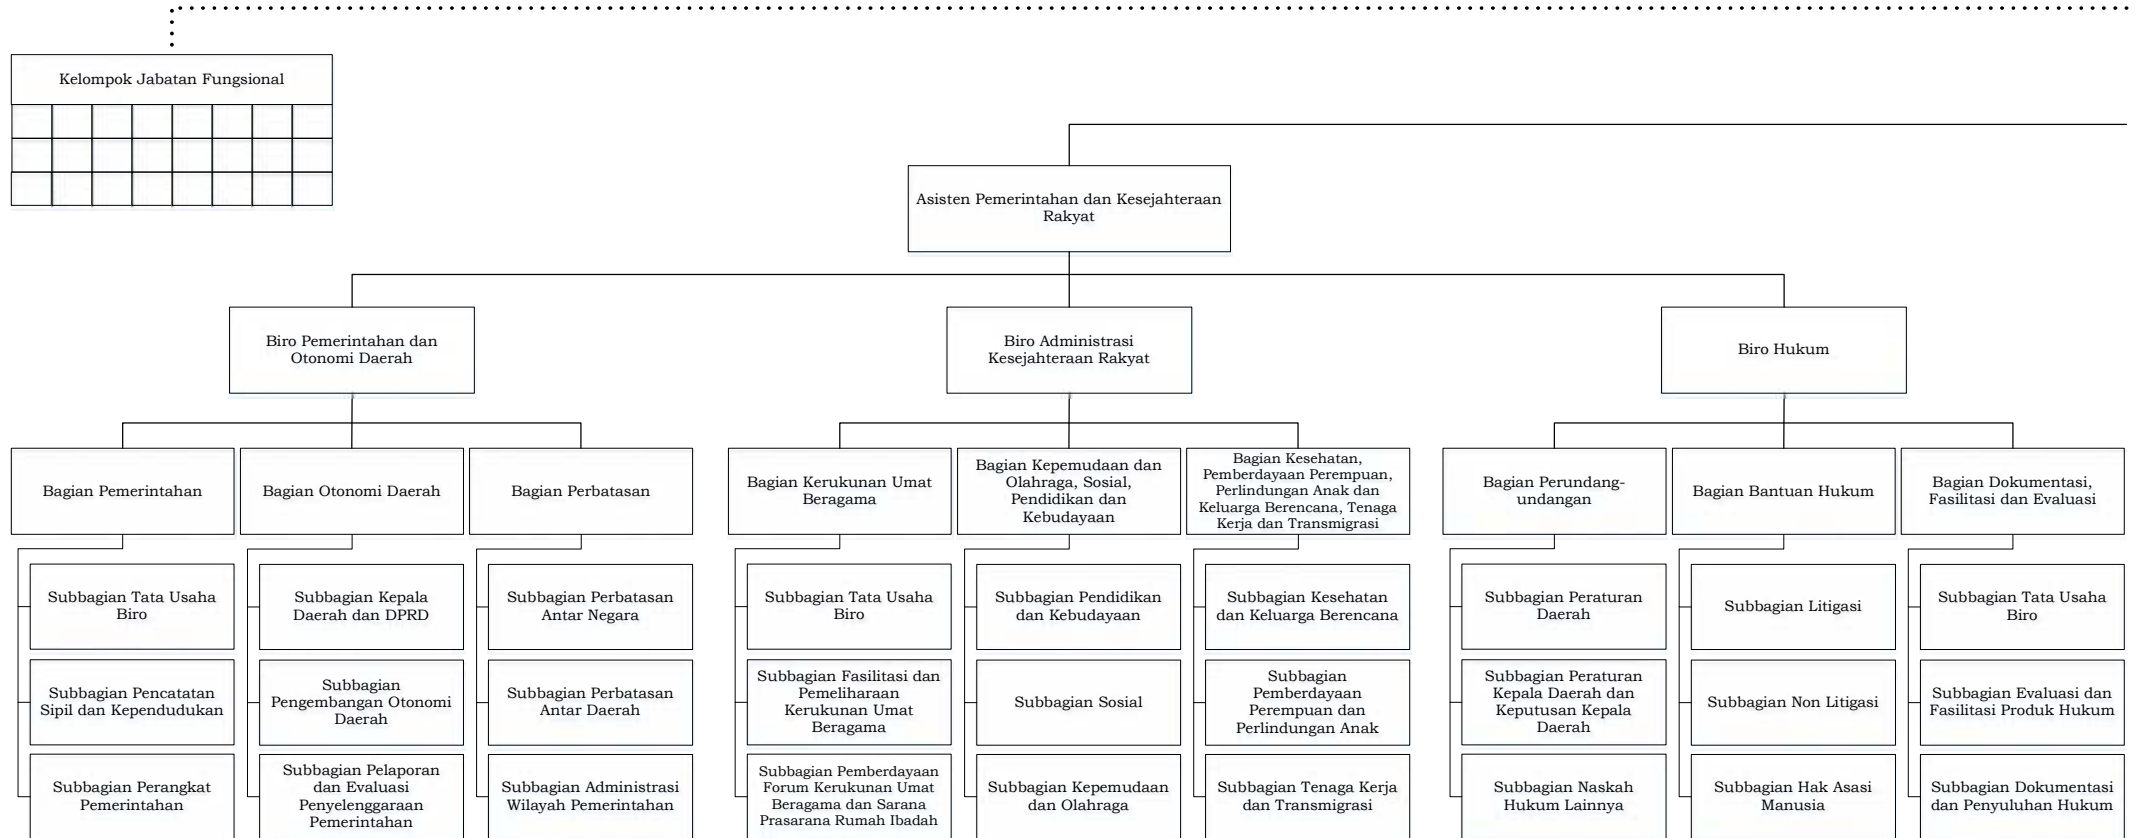 Kelompok Jabatan Fungsional
Asisten Pemerintahan dan Kesejahteraan
Rakyat
Biro Pemerintahan dan
Otonomi Daerah
Biro Administrasi
Kesejahteraan Rakyat
Biro Hukum
Bagian Pemerintahan
Bagian Otonomi Daerah
Bagian Perbatasan
Bagian Kerukunan Umat
Beragama
Bagian Kepemudaan dan
Olahraga, Sosial,
Pendidikan dan
Kebudayaan
Bagian Kesehatan,
Pemberdayaan Perempuan,
Perlindungan Anak dan
Keluarga Berencana, Tenaga
Kerja dan Transmigrasi
Bagian Perundang-
undangan
Bagian Bantuan Hukum
Bagian Dokumentasi,
Fasilitasi dan Evaluasi
Subbagian Tata Usaha
Biro
Subbagian Kepala
Daerah dan DPRD
Subbagian Perbatasan
Antar Negara
Subbagian Tata Usaha
Biro
Subbagian Pendidikan
dan Kebudayaan
Subbagian Kesehatan
dan Keluarga Berencana
Subbagian Peraturan
Daerah
Subbagian Litigasi
Subbagian Tata Usaha
Biro
Subbagian Pencatatan
Sipil dan Kependudukan
Subbagian
Pengembangan Otonomi
Daerah
Subbagian Perbatasan
Antar Daerah
Subbagian Fasilitasi dan
Pemeliharaan
Kerukunan Umat
Beragama
Subbagian Sosial
Subbagian
Pemberdayaan
Perempuan dan
Perlindungan Anak
Subbagian Peraturan
Kepala Daerah dan
Keputusan Kepala
Daerah
Subbagian Non Litigasi
Subbagian Evaluasi dan
Fasilitasi Produk Hukum
Subbagian Perangkat
Pemerintahan
Subbagian Pelaporan
dan Evaluasi
Penyelenggaraan
Pemerintahan
Subbagian Administrasi
Wilayah Pemerintahan
Subbagian Pemberdayaan
Forum Kerukunan Umat
Beragama dan Sarana
Prasarana Rumah Ibadah
Subbagian Kepemudaan
dan Olahraga
Subbagian Tenaga Kerja
dan Transmigrasi
Subbagian Naskah
Hukum Lainnya
Subbagian Hak Asasi
Manusia
Subbagian Dokumentasi
dan Penyuluhan Hukum